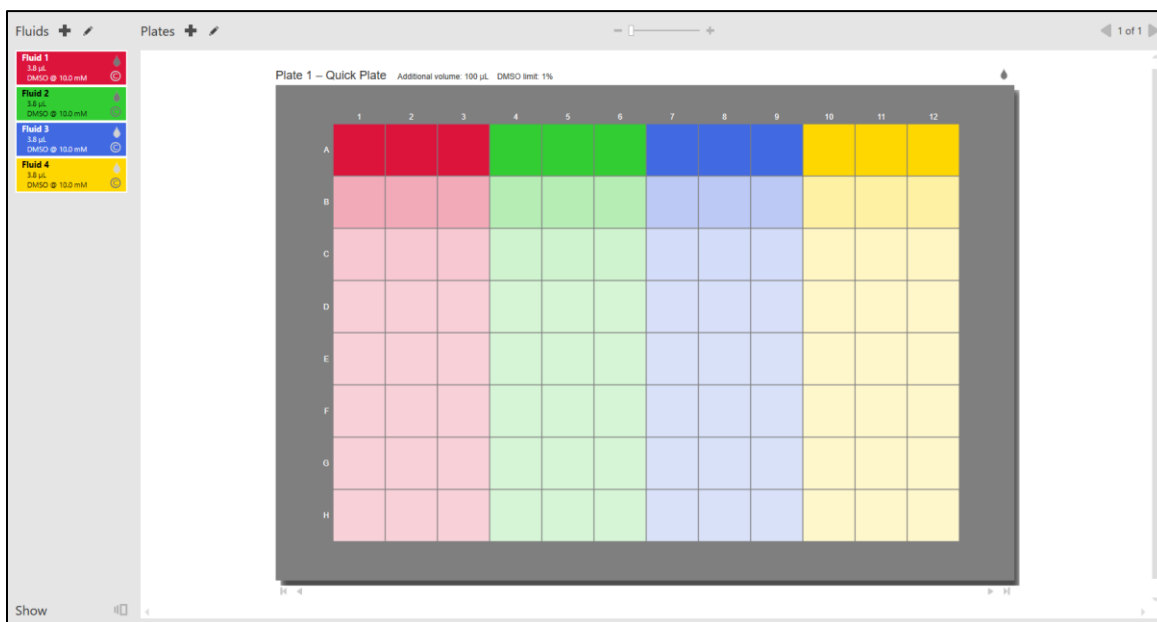 Fluids
Plates
1 of 1
Fluid 1
3.8 µL
DMSO @ 10.0 mM
Fluid 2
3.8 µL
DMSO @ 10.0 mM
Fluid 3
3.8 µL
DMSO @ 10.0 mM
Fluid 4
3.8 µL
DMSO @ 10.0 mM
Plate 1 – Quick Plate Additional volume: 100 µL DMSO limit: 1%
1 2 3 4 5 6 7 8 9 10 11 12
A
B
C
D
E
F
G
H
Show